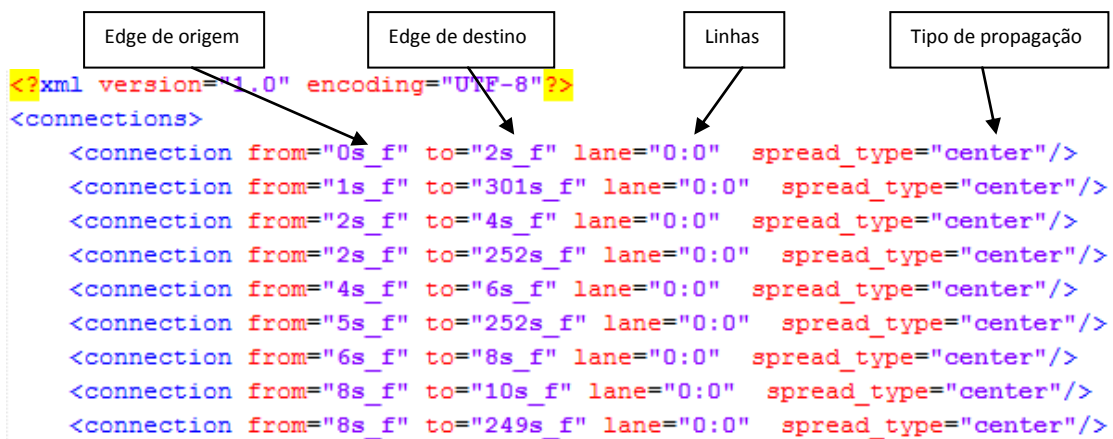 Edge de origem Edge de destino Linhas Tipo de propagação
<?xml version="1.0" encoding="UTF-8"?>
<connections>
<connection from="0s_f" to="2s_f" lane="0:0" spread_type="center"/>
<connection from="1s_f" to="301s_f" lane="0:0" spread_type="center"/>
<connection from="2s_f" to="4s_f" lane="0:0" spread_type="center"/>
<connection from="2s_f" to="252s_f" lane="0:0" spread_type="center"/>
<connection from="4s_f" to="6s_f" lane="0:0" spread_type="center"/>
<connection from="5s_f" to="252s_f" lane="0:0" spread_type="center"/>
<connection from="6s_f" to="8s_f" lane="0:0" spread_type="center"/>
<connection from="8s_f" to="10s_f" lane="0:0" spread_type="center"/>
<connection from="8s_f" to="249s_f" lane="0:0" spread_type="center"/>